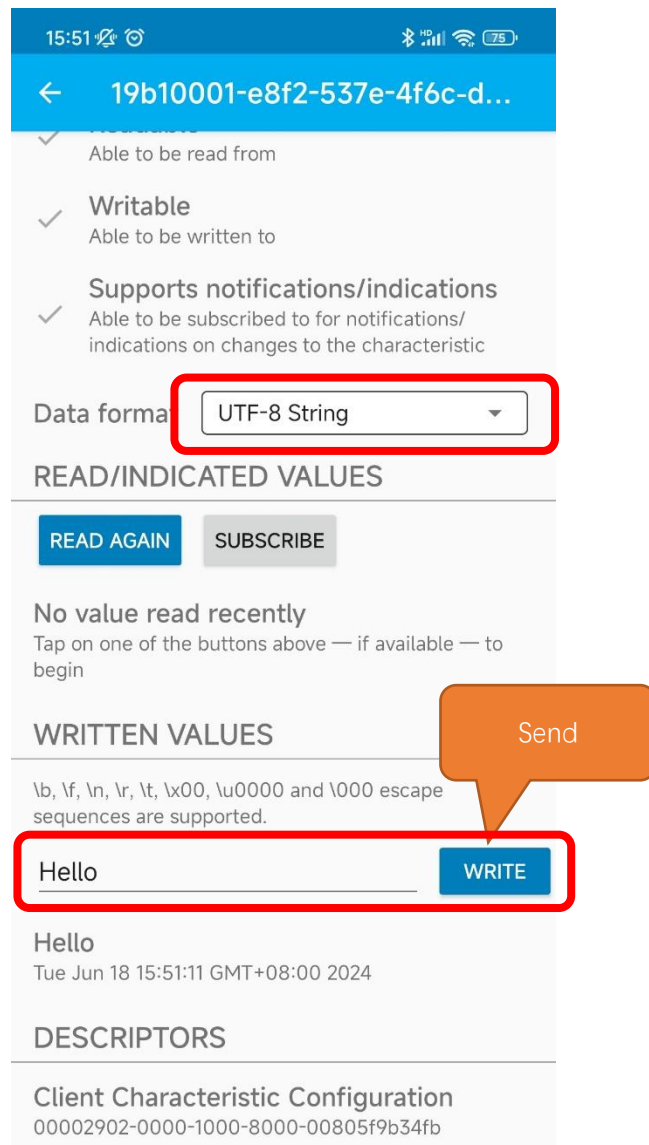 15:51
HD 75
19b10001-e8f2-537e-4f6c-d...
Able to be read from
Writable
Able to be written to
Supports notifications/indications
Able to be subscribed to for notifications/
indications on changes to the characteristic
Data forma UTF-8 String
READ/INDICATED VALUES
READ AGAIN SUBSCRIBE
No value read recently
Tap on one of the buttons above — if available — to
begin
Send
WRITTEN VALUES
\b, \f, \n, \r, \t, \x00, \u0000 and \000 escape
sequences are supported.
Hello WRITE
Hello
Tue Jun 18 15:51:11 GMT+08:00 2024
DESCRIPTORS
Client Characteristic Configuration
00002902-0000-1000-8000-00805f9b34fb